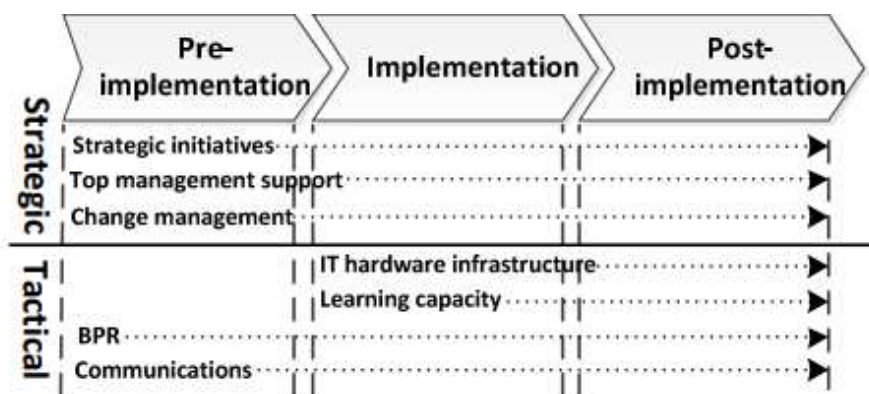 Pre-
implementation
Implementation
Post-
implementation
Strategic
Strategic initiatives
Top management support
Change management
Tactical
IT hardware infrastructure
Learning capacity
BPR
Communications